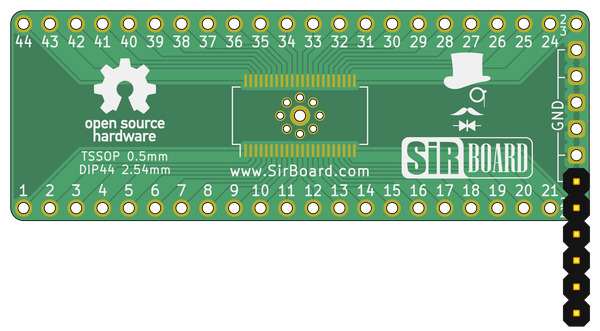 44 43 42 41 40 39 38 37 36 35 34 33 32 31 30 29 28 27 26 25 24
2
3
GND
open source
hardware
TSSOP 0.5mm
DIP44 2.54mm
www.SirBoard.com
SiR BOARD
1 2 3 4 5 6 7 8 9 10 11 12 13 14 15 16 17 18 19 20 21